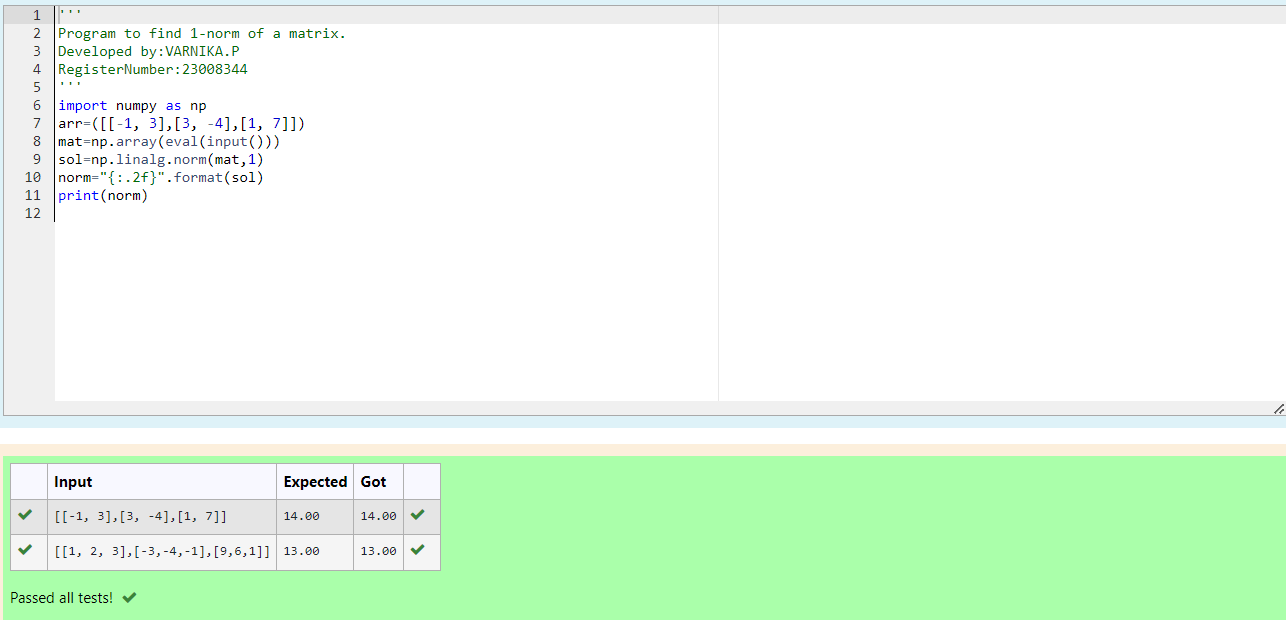 1 '''
2 Program to find 1-norm of a matrix.
3 Developed by:VARNIKA.P
4 RegisterNumber:23008344
5 '''
6 import numpy as np
7 arr=([[-1, 3],[3, -4],[1, 7]])
8 mat=np.array(eval(input()))
9 sol=np.linalg.norm(mat,1)
10 norm="{:.2f}".format(sol)
11 print(norm)
12
Input Expected Got
[[-1, 3],[3, -4],[1, 7]] 14.00 14.00
[[1, 2, 3],[-3,-4,-1],[9,6,1]] 13.00 13.00
Passed all tests!